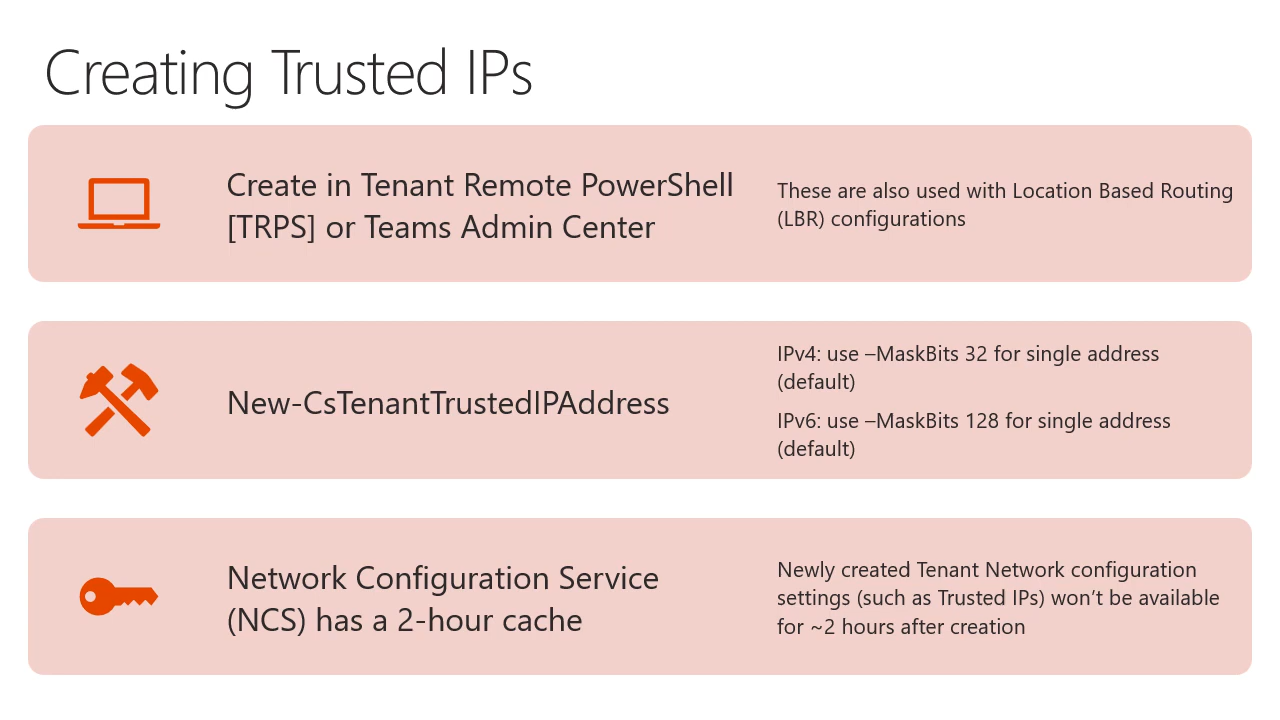 Creating Trusted IPs
Create in Tenant Remote PowerShell
[TRPS] or Teams Admin Center
These are also used with Location Based Routing
(LBR) configurations
New-CsTenantTrustedIPAddress
IPv4: use –MaskBits 32 for single address
(default)
IPv6: use –MaskBits 128 for single address
(default)
Network Configuration Service
(NCS) has a 2-hour cache
Newly created Tenant Network configuration
settings (such as Trusted IPs) won’t be available
for ~2 hours after creation